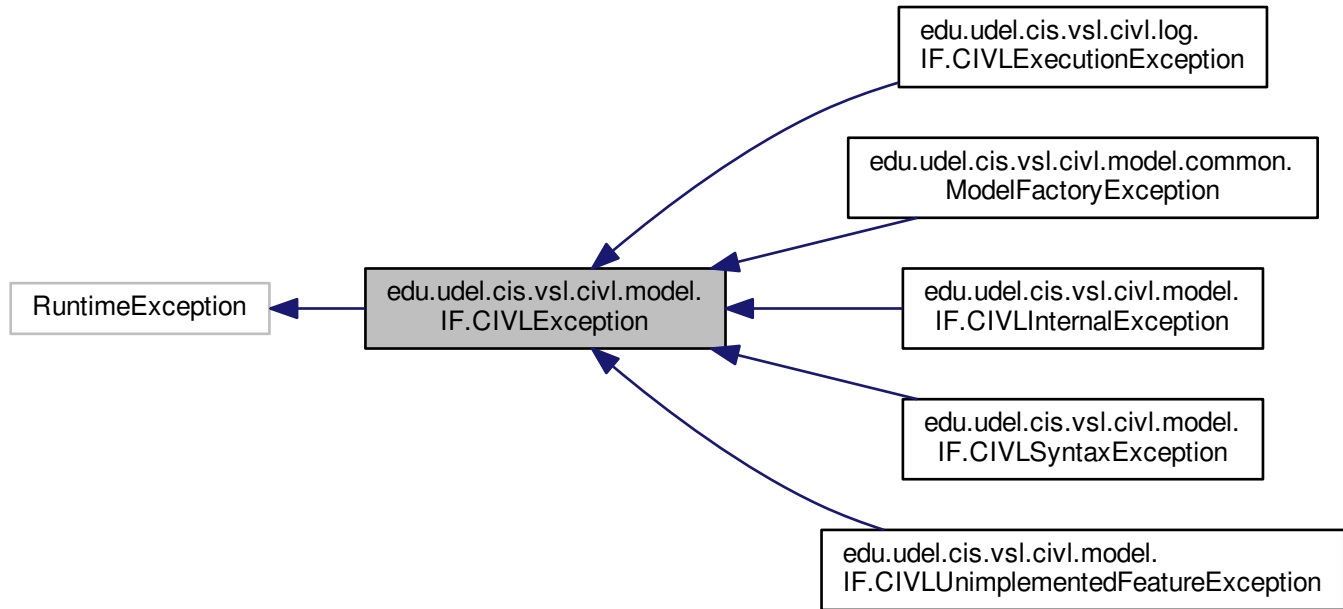 edu.udel.cis.vsl.civl.log.
IF.CIVLExecutionException
edu.udel.cis.vsl.civl.model.common.
ModelFactoryException
RuntimeException
edu.udel.cis.vsl.civl.model.
IF.CIVLException
edu.udel.cis.vsl.civl.model.
IF.CIVLInternalException
edu.udel.cis.vsl.civl.model.
IF.CIVLSyntaxException
edu.udel.cis.vsl.civl.model.
IF.CIVLUnimplementedFeatureException